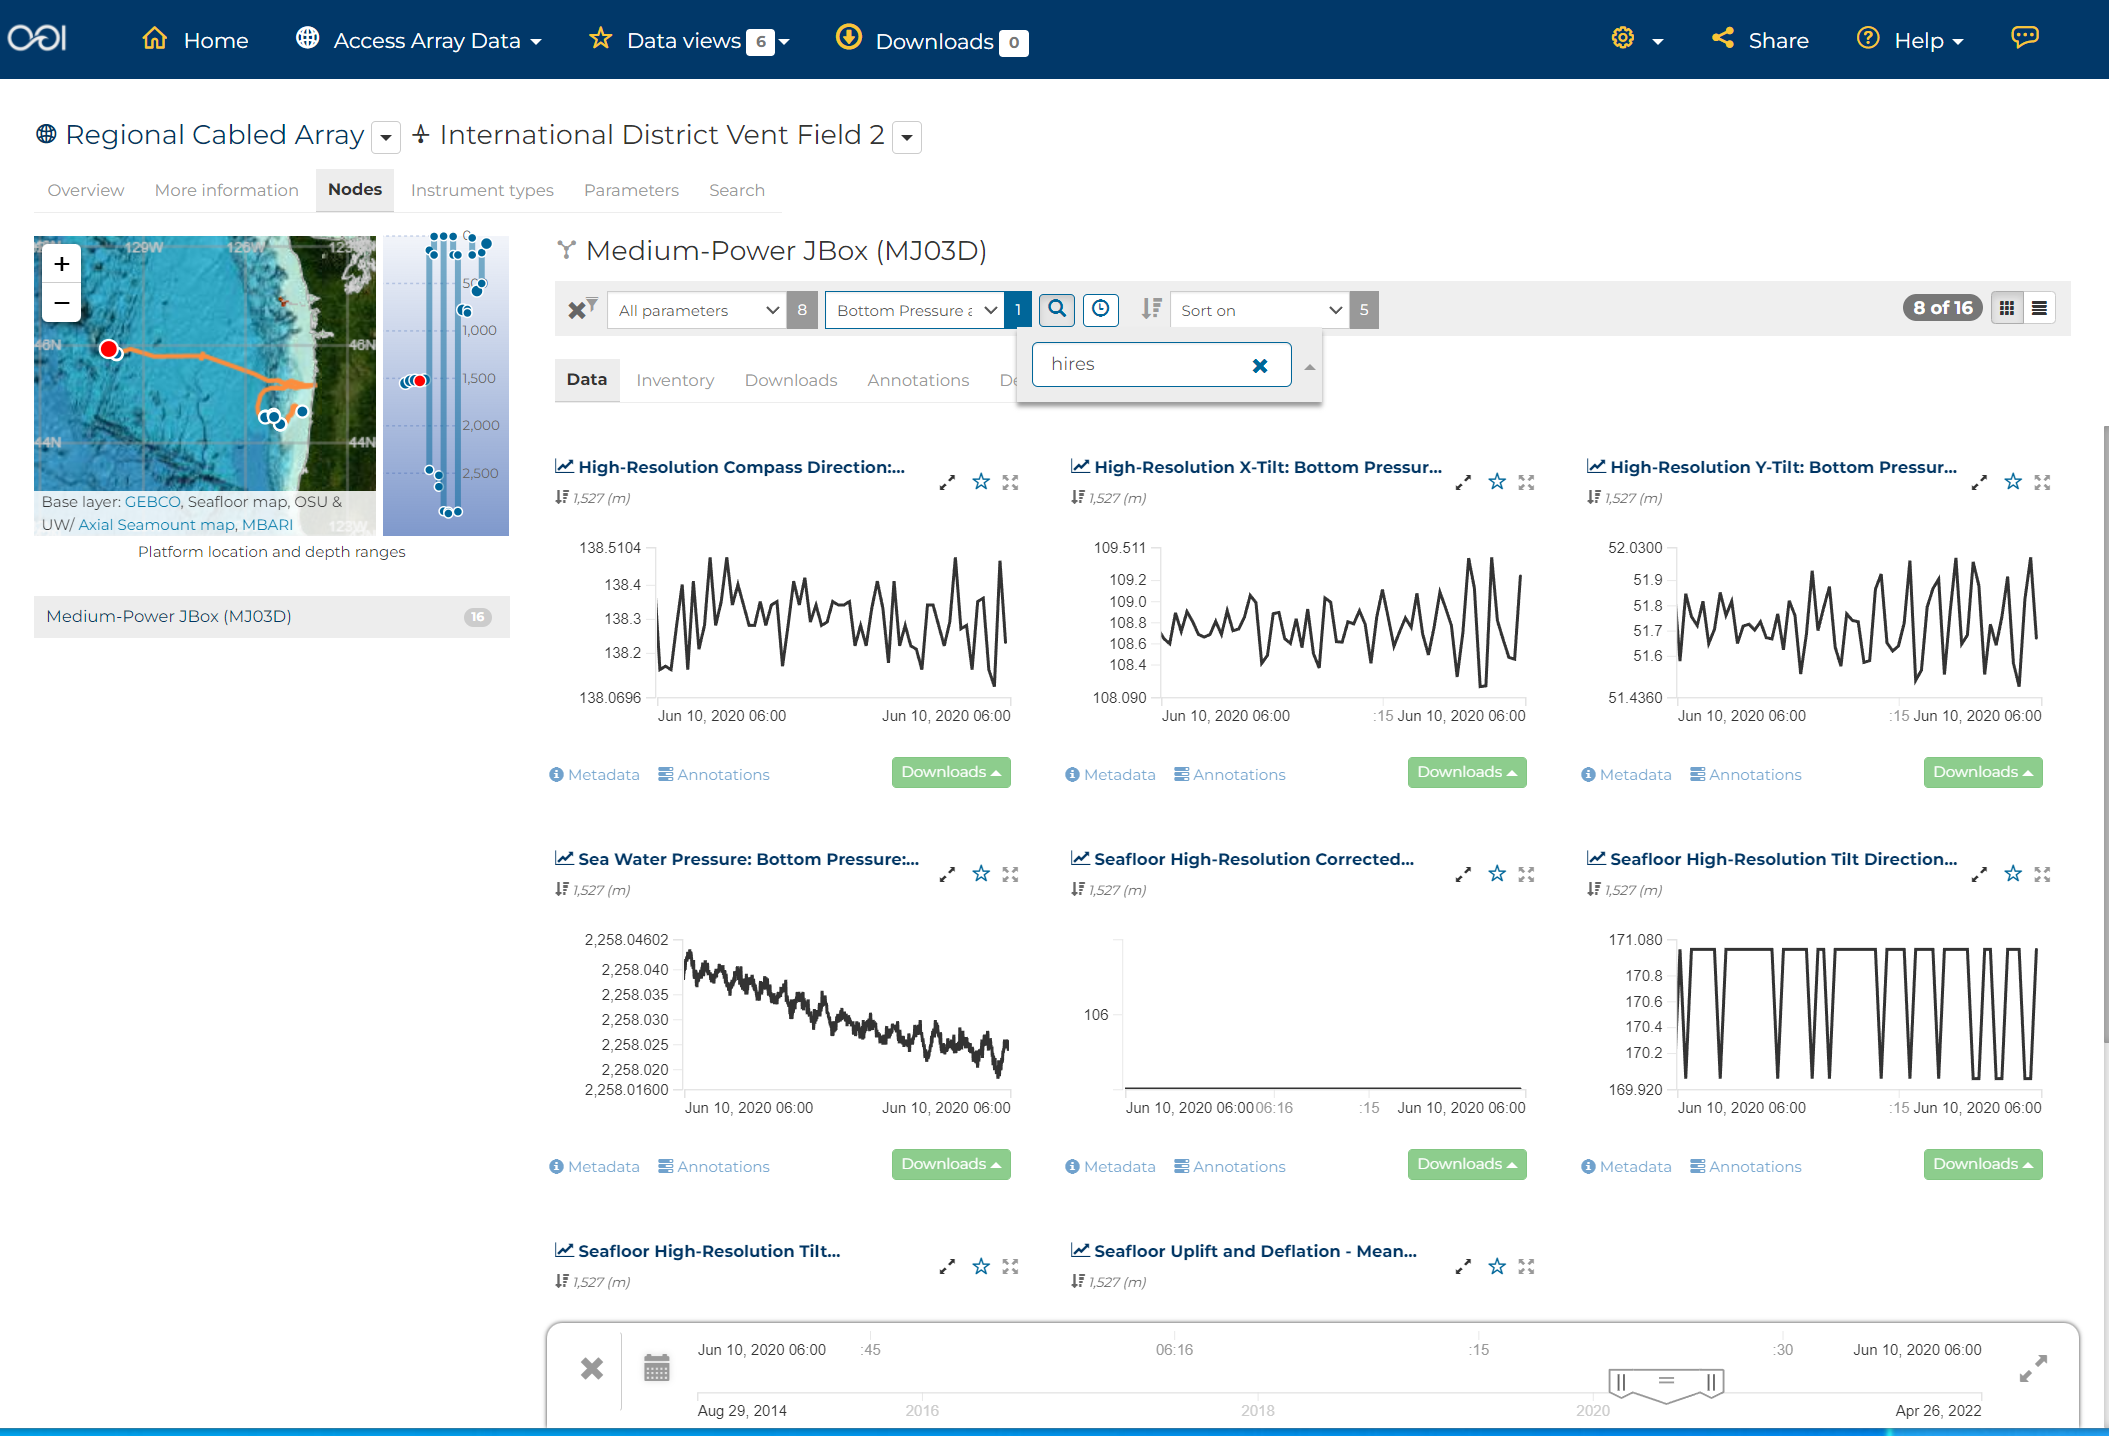 OOI
Home
Access Array Data
Data views 6
Downloads 0
Share
Help
Regional Cabled Array
International District Vent Field 2
Overview
More information
Nodes
Instrument types
Parameters
Search
+
−
129W
46N
46N
44N
44N
123W
Base layer: GEBCO, Seafloor map, OSU &
UW/ Axial Seamount map, MBARI
Platform location and depth ranges
0
500
1,000
1,500
2,000
2,500
Medium-Power JBox (MJ03D) 16
Medium-Power JBox (MJ03D)
All parameters 8
Bottom Pressure a 1
Sort on 5
8 of 16
hires
Data
Inventory
Downloads
Annotations
De
High-Resolution Compass Direction:...
1,527 (m)
138.5104
138.4
138.3
138.2
138.0696
Jun 10, 2020 06:00 Jun 10, 2020 06:00
Metadata Annotations Downloads
High-Resolution X-Tilt: Bottom Pressur...
1,527 (m)
109.511
109.2
109.0
108.8
108.6
108.4
108.090
Jun 10, 2020 06:00 :15 Jun 10, 2020 06:00
Metadata Annotations Downloads
High-Resolution Y-Tilt: Bottom Pressur...
1,527 (m)
52.0300
51.9
51.8
51.7
51.6
51.4360
Jun 10, 2020 06:00 :15 Jun 10, 2020 06:00
Metadata Annotations Downloads
Sea Water Pressure: Bottom Pressure:...
1,527 (m)
2,258.04602
2,258.040
2,258.035
2,258.030
2,258.025
2,258.020
2,258.01600
Jun 10, 2020 06:00 Jun 10, 2020 06:00
Metadata Annotations Downloads
Seafloor High-Resolution Corrected...
1,527 (m)
106
Jun 10, 2020 06:00 06:16 :15 Jun 10, 2020 06:00
Metadata Annotations Downloads
Seafloor High-Resolution Tilt Direction...
1,527 (m)
171.080
170.8
170.6
170.4
170.2
169.920
Jun 10, 2020 06:00 :15 Jun 10, 2020 06:00
Metadata Annotations Downloads
Seafloor High-Resolution Tilt...
1,527 (m)
Seafloor Uplift and Deflation - Mean...
1,527 (m)
Jun 10, 2020 06:00 :45 06:16 :15 :30 Jun 10, 2020 06:00
Aug 29, 2014 2016 2018 2020 Apr 26, 2022